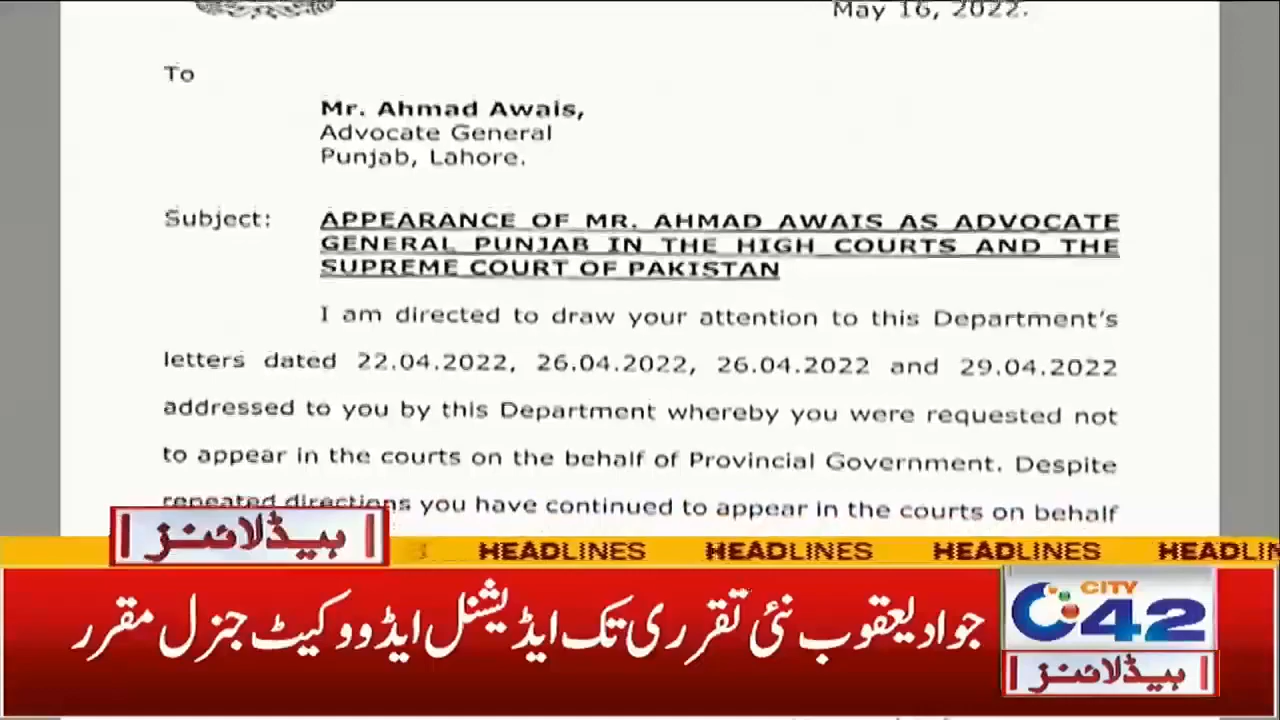 May 16, 2022.
To
Mr. Ahmad Awais,
Advocate General
Punjab, Lahore.
Subject: APPEARANCE OF MR. AHMAD AWAIS AS ADVOCATE
GENERAL PUNJAB IN THE HIGH COURTS AND THE
SUPREME COURT OF PAKISTAN
I am directed to draw your attention to this Department's
letters dated 22.04.2022, 26.04.2022, 26.04.2022 and 29.04.2022
addressed to you by this Department whereby you were requested not
to appear in the courts on the behalf of Provincial Government. Despite
repeated directions you have continued to appear in the courts on behalf
ہیڈلائنز
HEADLINES HEADLINES HEADLINES HEADLIN
جواد یعقوب نئی تقرری تک ایڈیشنل ایڈووکیٹ جنرل مقرر
CITY
42
ہیڈلائنز